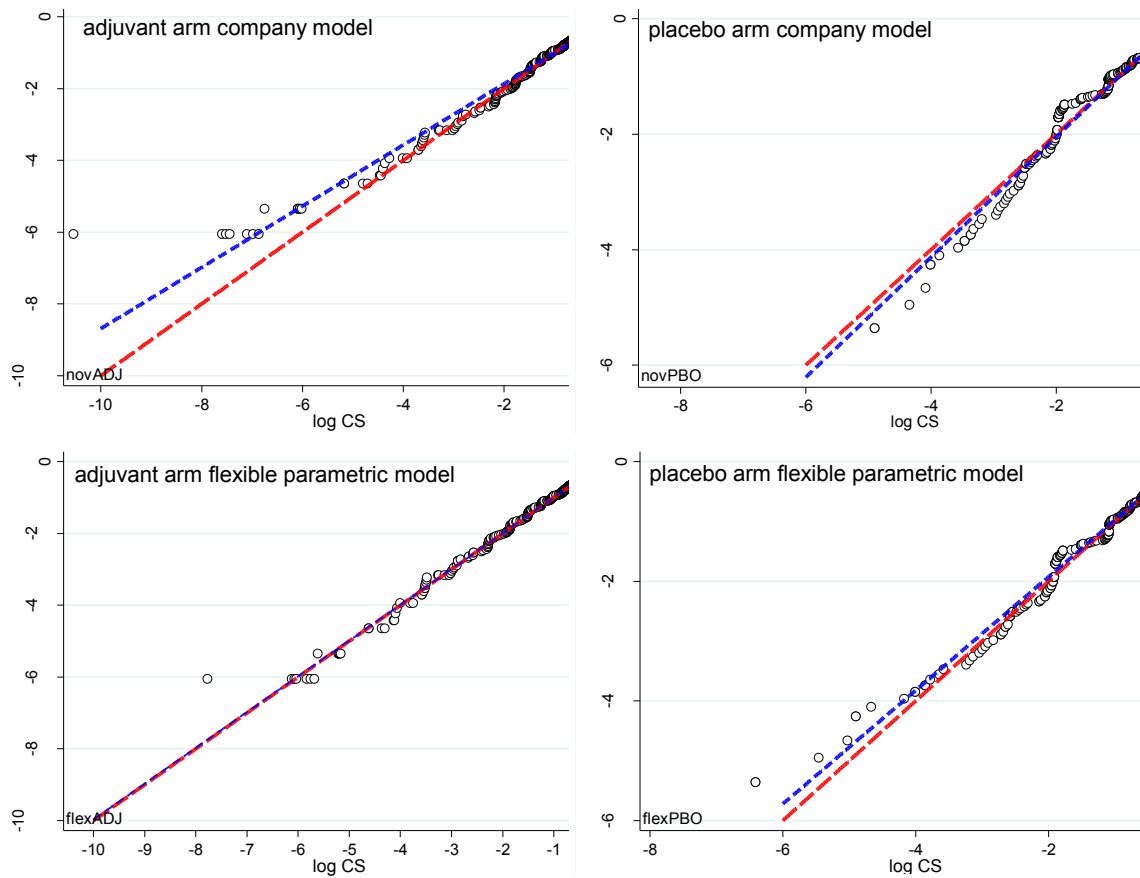 adjuvant arm company model
0
-2
-4
-6
-8
-10
novADJ
-10 -8 -6 -4 -2
log CS
placebo arm company model
0
-2
-4
-6
novPBO
-8 -6 -4 -2
log CS
adjuvant arm flexible parametric model
0
-2
-4
-6
-8
-10
flexADJ
-10 -9 -8 -7 -6 -5 -4 -3 -2 -1
log CS
placebo arm flexible parametric model
0
-2
-4
-6
flexPBO
-8 -6 -4 -2
log CS